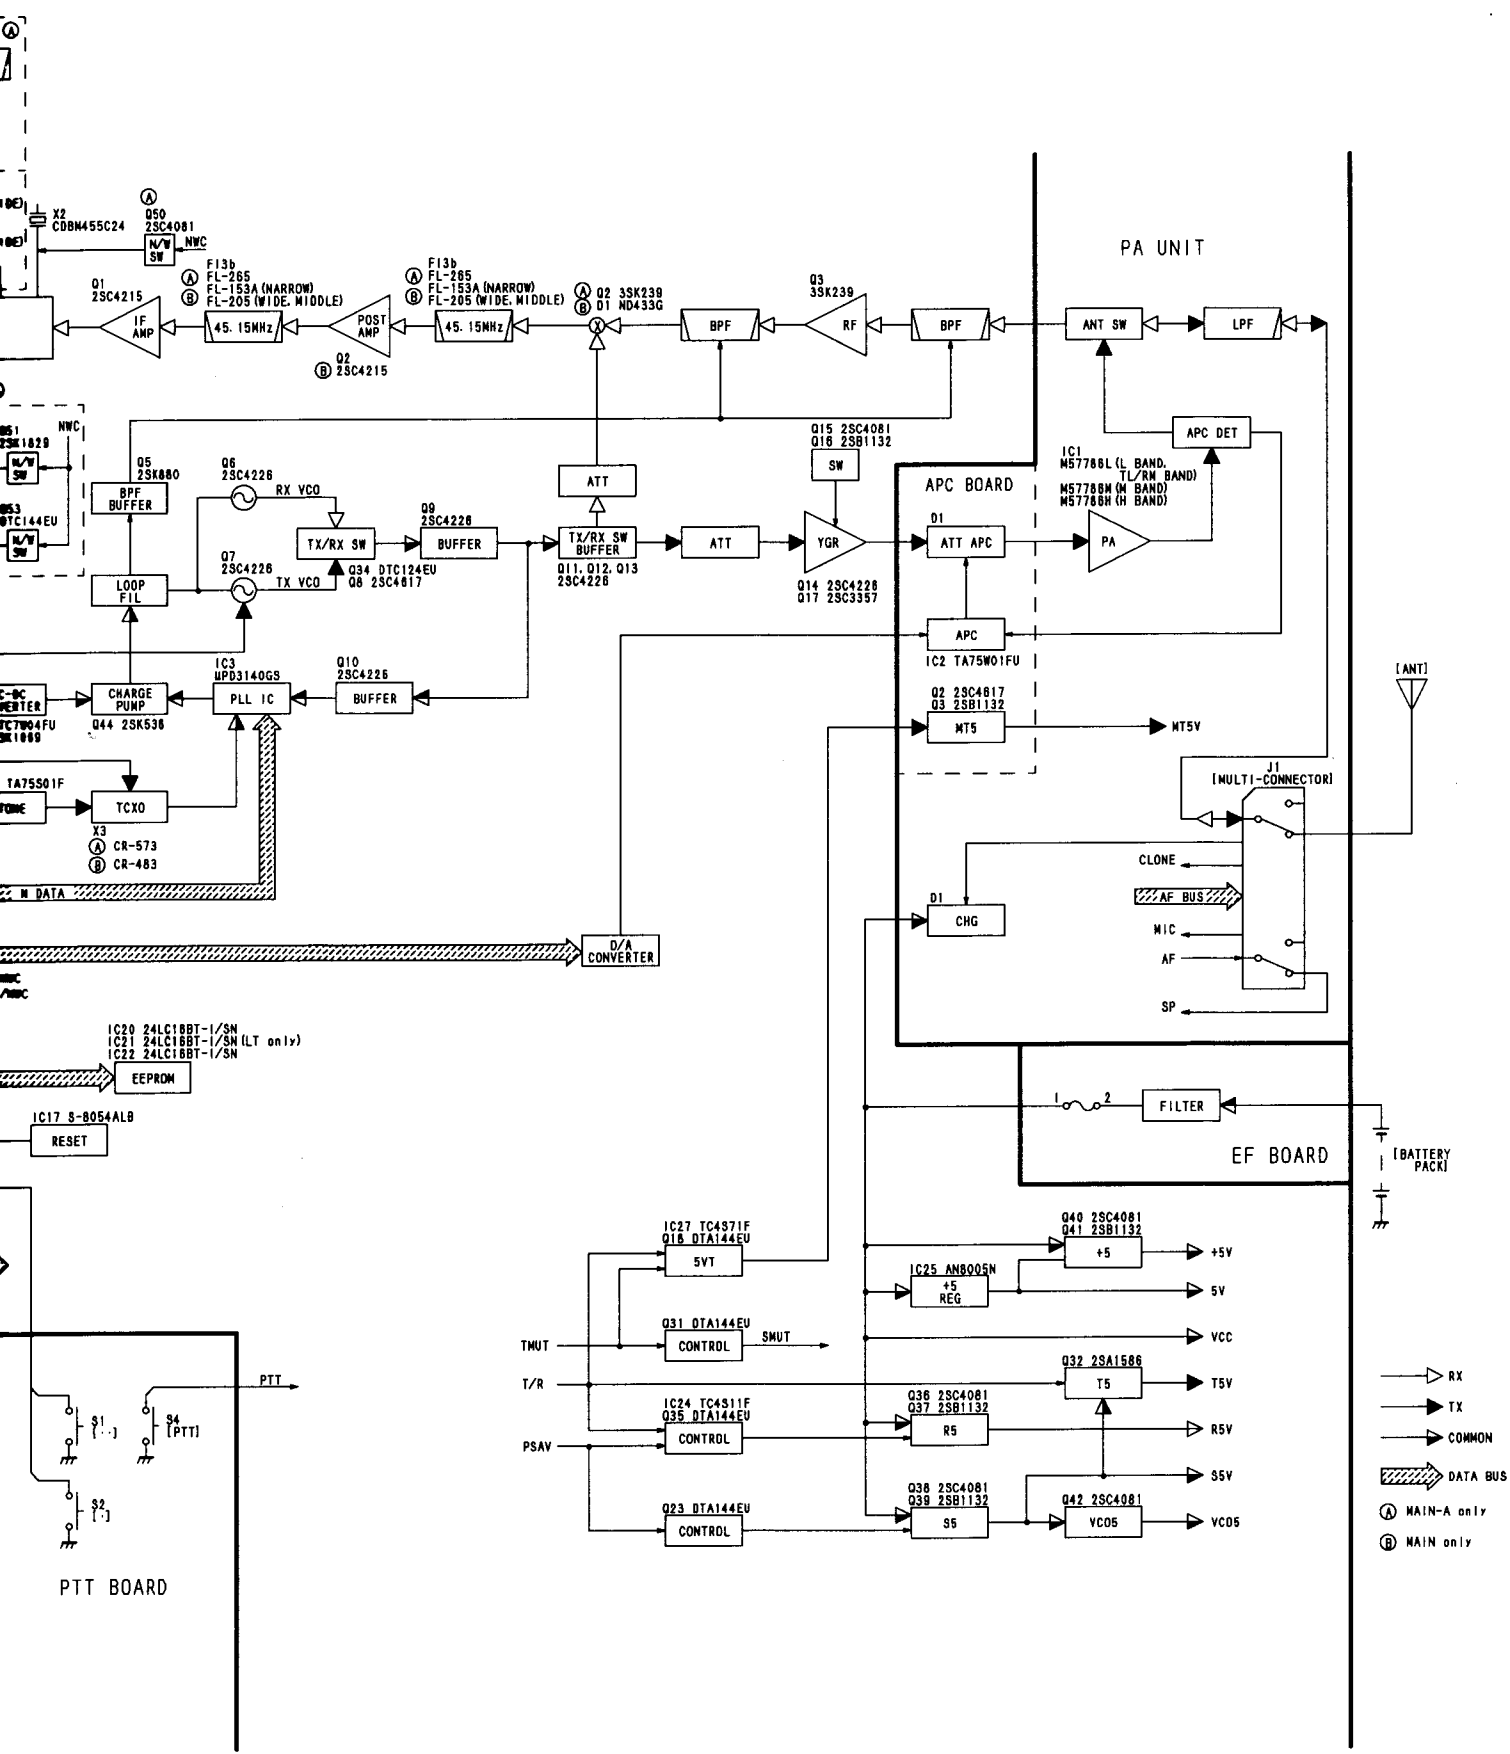 A
X2
CDBM455C24
A
Q50
2SC4081
N/W
SW
NWC
PA UNIT
Q1
2SC4215
IF
AMP
FI3b
A FL-265
FL-153A (NARROW)
B FL-205 (WIDE, MIDDLE)
45.15MHz
POST
AMP
Q2
B 2SC4215
FI3b
A FL-265
FL-153A (NARROW)
B FL-205 (WIDE, MIDDLE)
45.15MHz
A Q2 3SK239
B D1 ND433G
X
BPF
Q3
3SK239
RF
BPF
ANT SW
LPF
NWC
2SK1829
N/W
SW
N/W
SW
Q5
2SK880
BPF
BUFFER
Q6
2SC4226
RX VCO
Q7
2SC4226
TX VCO
LOOP
FIL
TX/RX SW
Q34 DTC124EU
Q8 2SC4617
Q9
2SC4226
BUFFER
ATT
TX/RX SW
BUFFER
Q11, Q12, Q13
2SC4226
ATT
Q15 2SC4081
Q16 2SB1132
SW
YGR
Q14 2SC4226
Q17 2SC3357
APC BOARD
D1
ATT APC
APC
IC2 TA75W01FU
Q2 2SC4617
Q3 2SB1132
MT5
MT5V
IC1
M57786L (L BAND,
TL/RM BAND)
M57786M (M BAND)
M57786H (H BAND)
PA
APC DET
CHARGE
PUMP
Q44 2SK536
IC3
μPD3140GS
PLL IC
Q10
2SC4226
BUFFER
TA75S01F
TCXO
X3
A CR-573
B CR-483
M DATA
D/A
CONVERTER
[ANT]
J1
[MULTI-CONNECTOR]
CLONE
AF BUS
MIC
AF
SP
D1
CHG
IC20 24LC16BT-I/SN
IC21 24LC16BT-I/SN (LT only)
IC22 24LC16BT-I/SN
EEPROM
IC17 S-8054ALB
RESET
1
2
FILTER
EF BOARD
[BATTERY
PACK]
IC27 TC4S71F
Q18 DTA144EU
5VT
TMUT
Q31 DTA144EU
CONTROL
SMUT
T/R
IC24 TC4S11F
Q35 DTA144EU
CONTROL
PSAV
Q23 DTA144EU
CONTROL
Q40 2SC4081
Q41 2SB1132
+5
+5V
IC25 AN8005N
+5
REG
5V
VCC
Q32 2SA1586
T5
T5V
Q36 2SC4081
Q37 2SB1132
R5
R5V
S5V
Q38 2SC4081
Q39 2SB1132
S5
Q42 2SC4081
VCO5
VCO5
PTT
S1
[··]
S4
[PTT]
S2
[·]
PTT BOARD
RX
TX
COMMON
DATA BUS
A MAIN-A only
B MAIN only